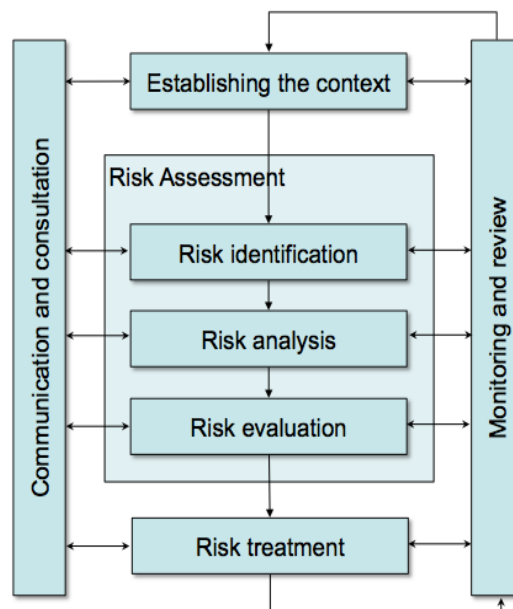 Establishing the context
Risk Assessment
Risk identification
Risk analysis
Risk evaluation
Risk treatment
Communication and consultation
Monitoring and review